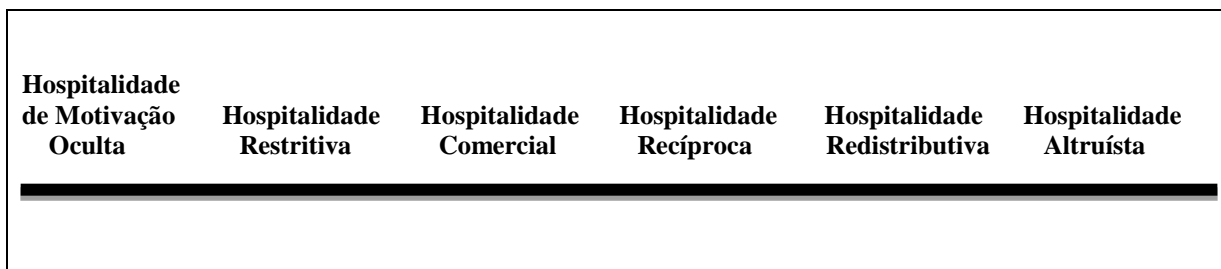 Hospitalidade
de Motivação Hospitalidade Hospitalidade Hospitalidade Hospitalidade Hospitalidade
Oculta Restritiva Comercial Recíproca Redistributiva Altruísta